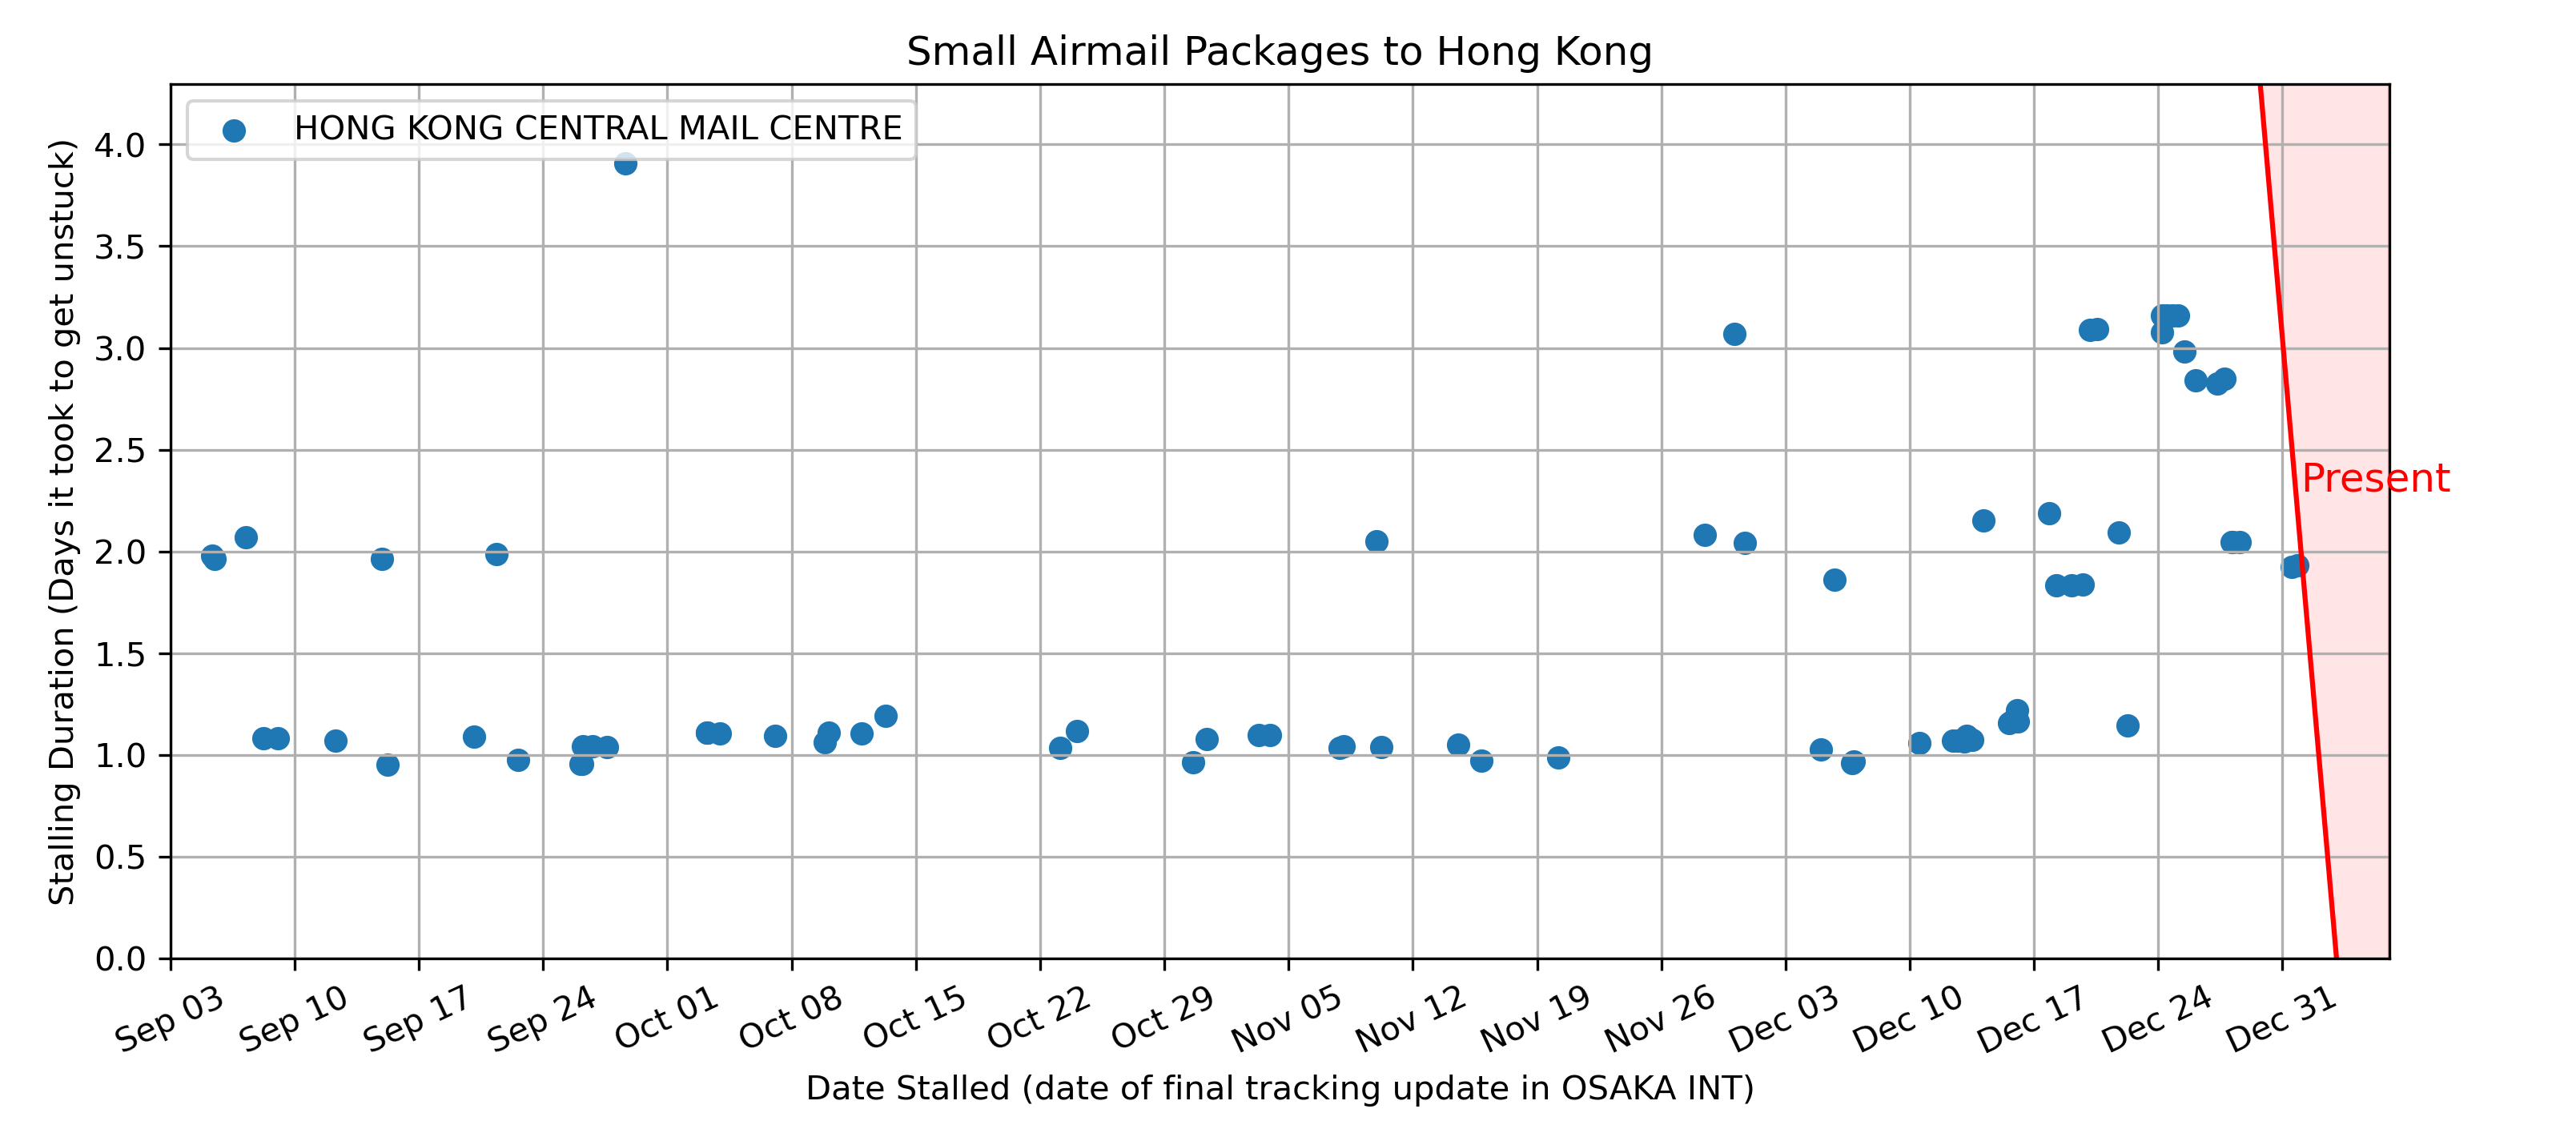 Small Airmail Packages to Hong Kong
HONG KONG CENTRAL MAIL CENTRE
Stalling Duration (Days it took to get unstuck)
4.0
3.5
3.0
2.5
2.0
1.5
1.0
0.5
0.0
Present
Sep 03
Sep 10
Sep 17
Sep 24
Oct 01
Oct 08
Oct 15
Oct 22
Oct 29
Nov 05
Nov 12
Nov 19
Nov 26
Dec 03
Dec 10
Dec 17
Dec 24
Dec 31
Date Stalled (date of final tracking update in OSAKA INT)